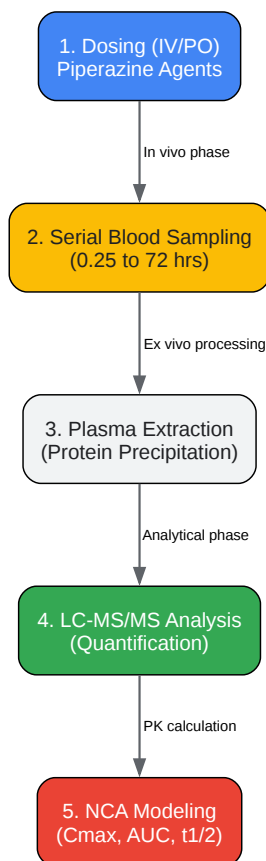 1. Dosing (IV/PO)
Piperazine Agents
In vivo phase
2. Serial Blood Sampling
(0.25 to 72 hrs)
Ex vivo processing
3. Plasma Extraction
(Protein Precipitation)
Analytical phase
4. LC-MS/MS Analysis
(Quantification)
PK calculation
5. NCA Modeling
(Cmax, AUC, t1/2)